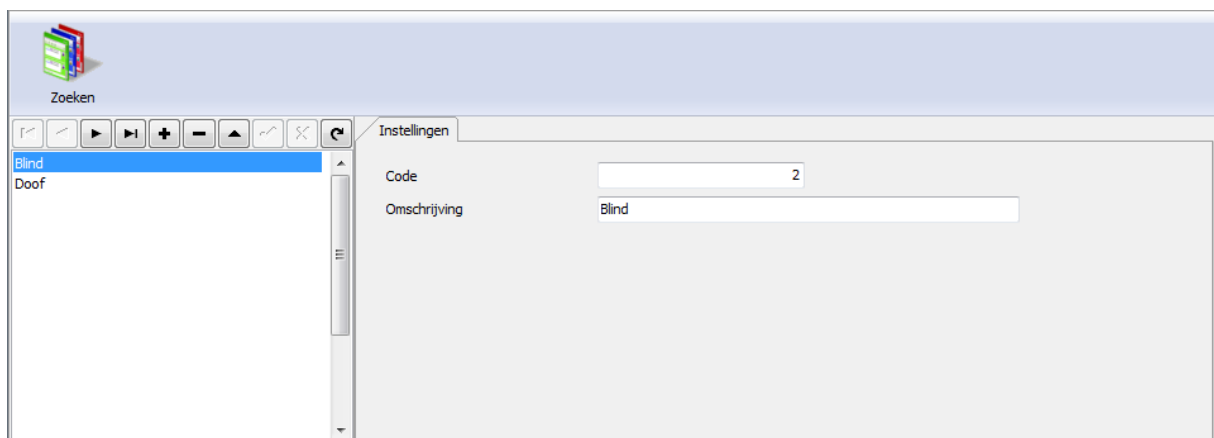 Zoeken
Instellingen
Blind
Doof
Code 2
Omschrijving Blind